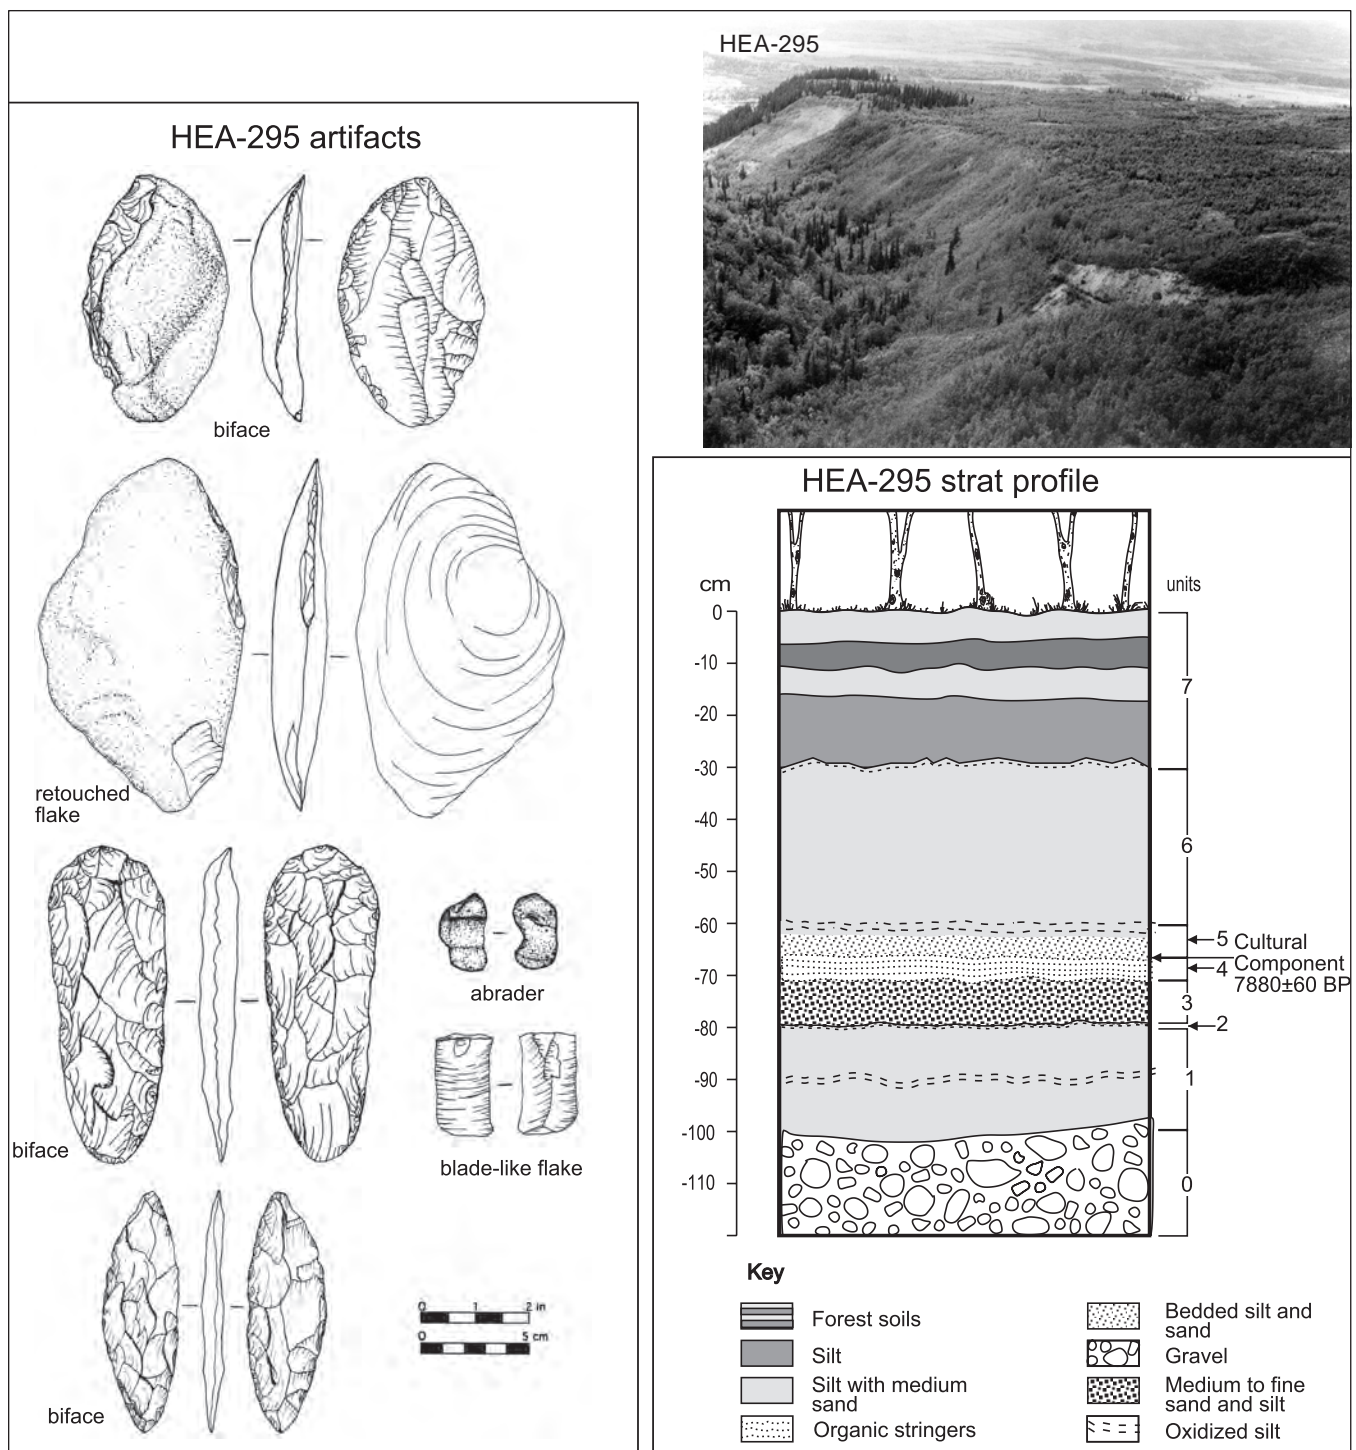 HEA-295
HEA-295 artifacts
biface
retouched
flake
biface
abrader
blade-like flake
biface
0 1 2 in
0 5 cm
HEA-295 strat profile
cm
units
0
-10
-20
-30
-40
-50
-60
-70
-80
-90
-100
-110
7
6
5
4
3
2
1
0
Cultural
Component
7880±60 BP
Key
Forest soils
Silt
Silt with medium
sand
Organic stringers
Bedded silt and
sand
Gravel
Medium to fine
sand and silt
Oxidized silt